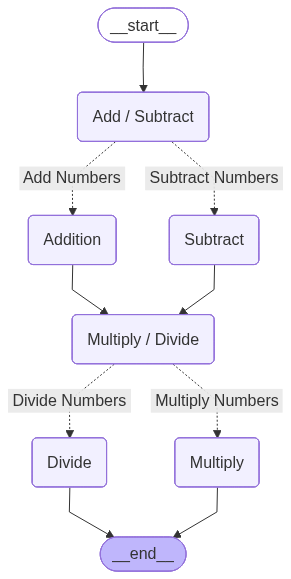 __start__
Add / Subtract
Add Numbers
Subtract Numbers
Addition
Subtract
Multiply / Divide
Divide Numbers
Multiply Numbers
Divide
Multiply
__end__